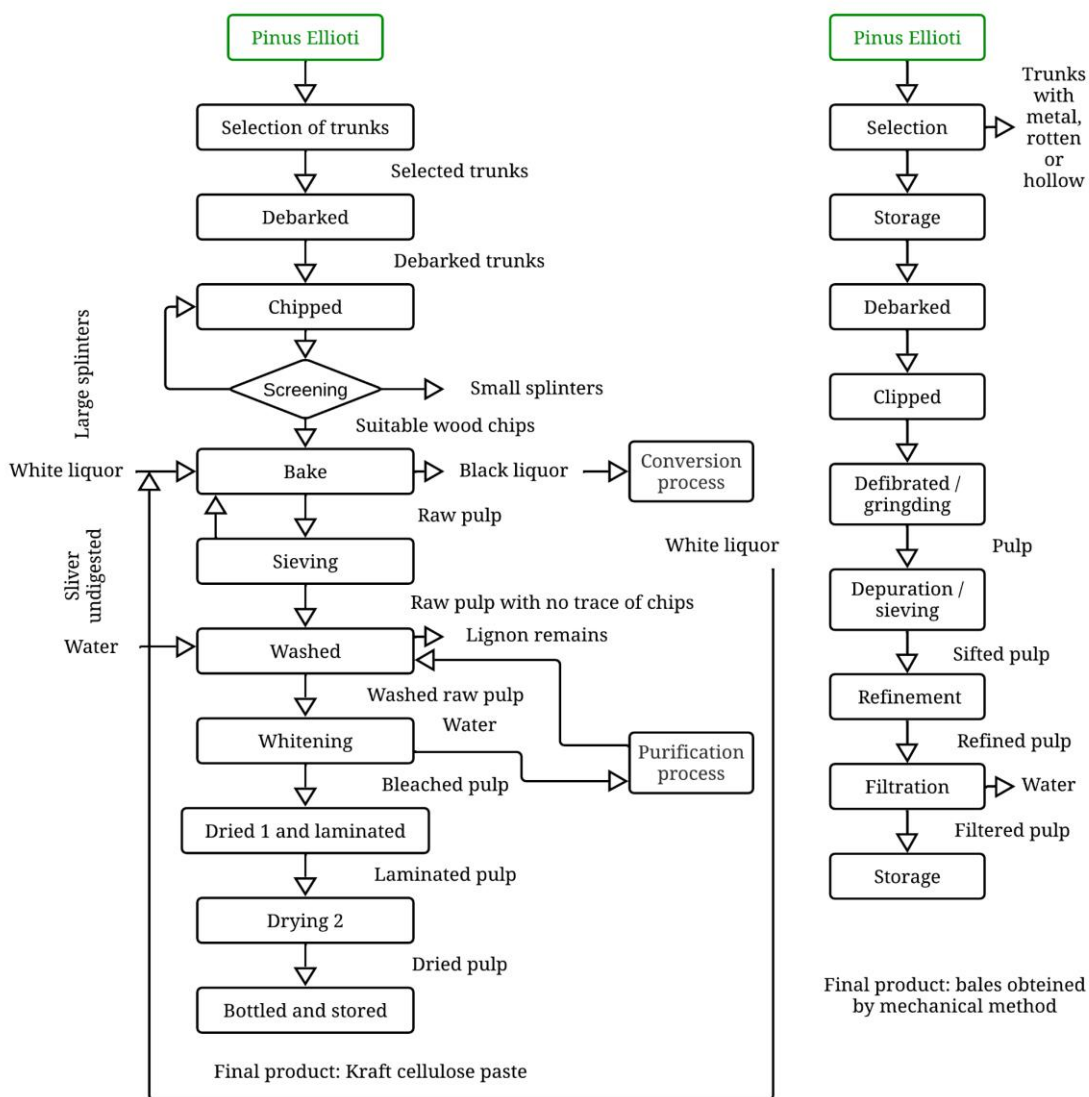 Pinus Ellioti
Selection of trunks
Selected trunks
Debarked
Debarked trunks
Chipped
Large splinters
Screening
Small splinters
Suitable wood chips
White liquor
Bake
Black liquor
Conversion
process
Raw pulp
White liquor
Sliver
undigested
Sieving
Raw pulp with no trace of chips
Water
Washed
Lignon remains
Washed raw pulp
Water
Whitening
Purification
process
Bleached pulp
Dried 1 and laminated
Laminated pulp
Drying 2
Dried pulp
Bottled and stored
Final product: Kraft cellulose paste
Pinus Ellioti
Selection
Trunks
with
metal,
rotten
or
hollow
Storage
Debarked
Clipped
Defibrated /
gringding
Pulp
Depuration /
sieving
Sifted pulp
Refinement
Refined pulp
Filtration
Water
Filtered pulp
Storage
Final product: bales obteined
by mechanical method